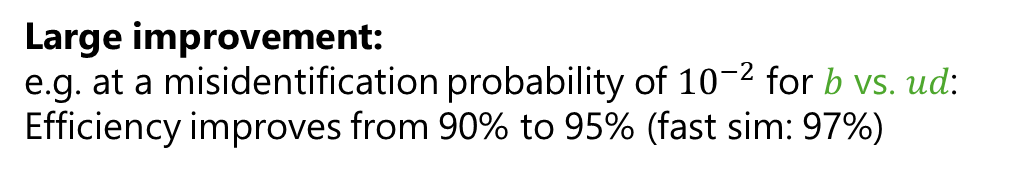 Large improvement:
e.g. at a misidentification probability of 10⁻² for b vs. ud:
Efficiency improves from 90% to 95% (fast sim: 97%)